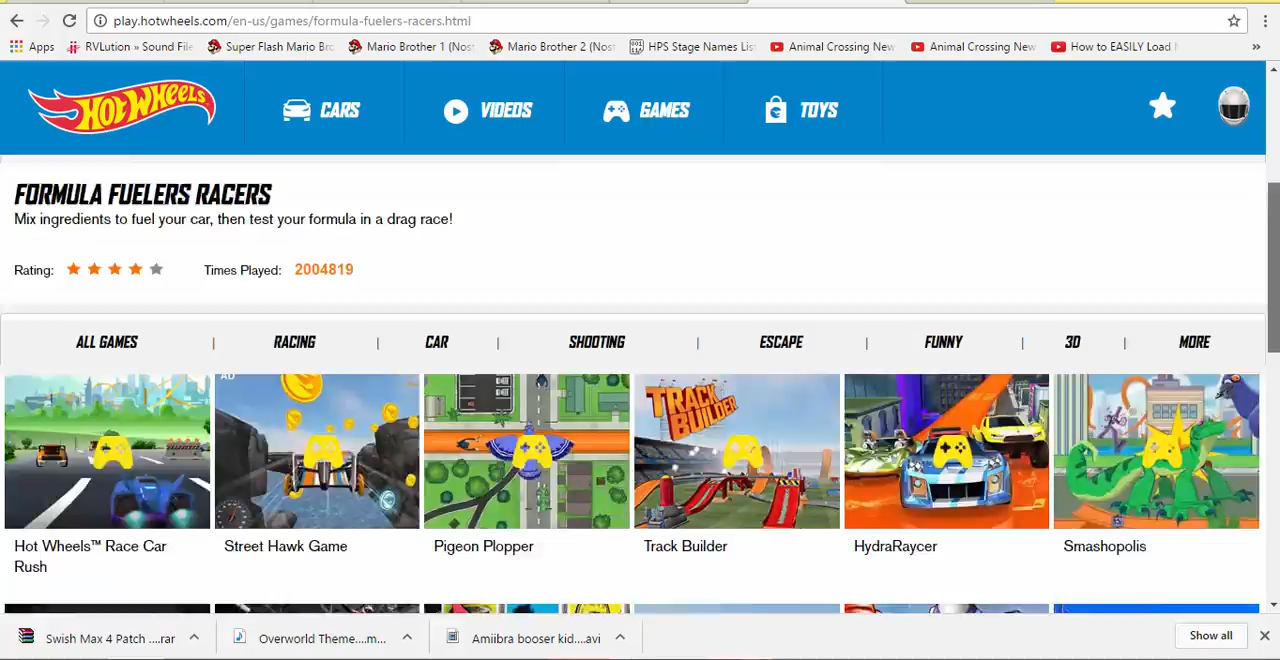 play.hotwheels.com/en-us/games/formula-fuelers-racers.html
Apps RVLution » Sound File Super Flash Mario Bro Mario Brother 1 (Nost Mario Brother 2 (Nost HPS Stage Names Lis Animal Crossing New Animal Crossing New How to EASILY Load »
HOT WHEELS CARS VIDEOS GAMES TOYS
FORMULA FUELERS RACERS
Mix ingredients to fuel your car, then test your formula in a drag race!
Rating: Times Played: 2004819
ALL GAMES | RACING | CAR | SHOOTING | ESCAPE | FUNNY | 3D | MORE
AD
TRACK
BUILDER
Hot Wheels™ Race Car
Rush
Street Hawk Game
Pigeon Plopper
Track Builder
HydraRaycer
Smashopolis
Swish Max 4 Patch ....rar Overworld Theme....m... Amiibra booser kid....avi Show all